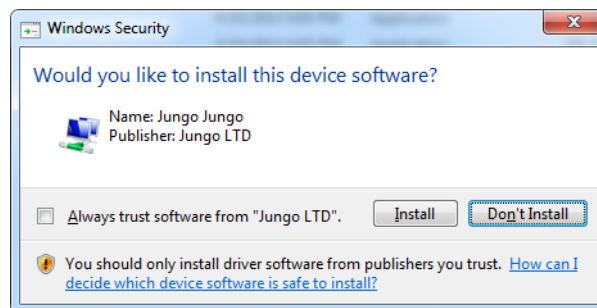 Windows Security
Would you like to install this device software?
Name: Jungo Jungo
Publisher: Jungo LTD
Always trust software from "Jungo LTD".
Install
Don't Install
You should only install driver software from publishers you trust. How can I
decide which device software is safe to install?